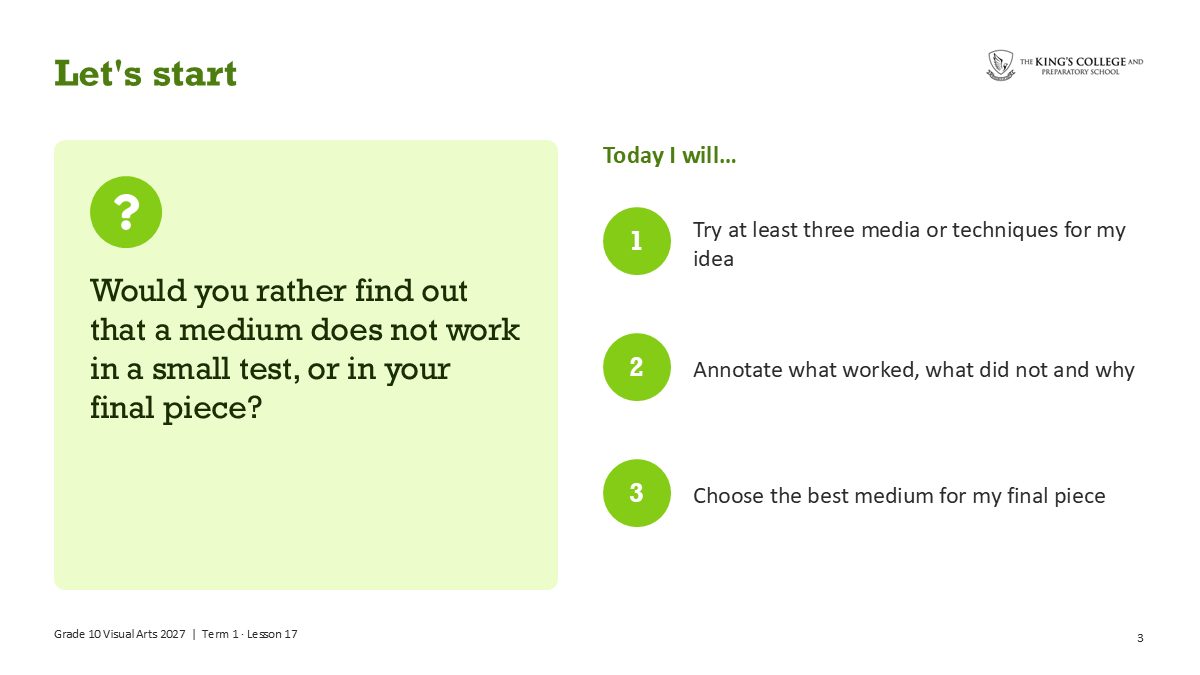 Let's start
THE KING'S COLLEGE AND
PREPARATORY SCHOOL
?
Would you rather find out
that a medium does not work
in a small test, or in your
final piece?
Today I will...
1
Try at least three media or techniques for my
idea
2
Annotate what worked, what did not and why
3
Choose the best medium for my final piece
Grade 10 Visual Arts 2027 | Term 1 · Lesson 17
3